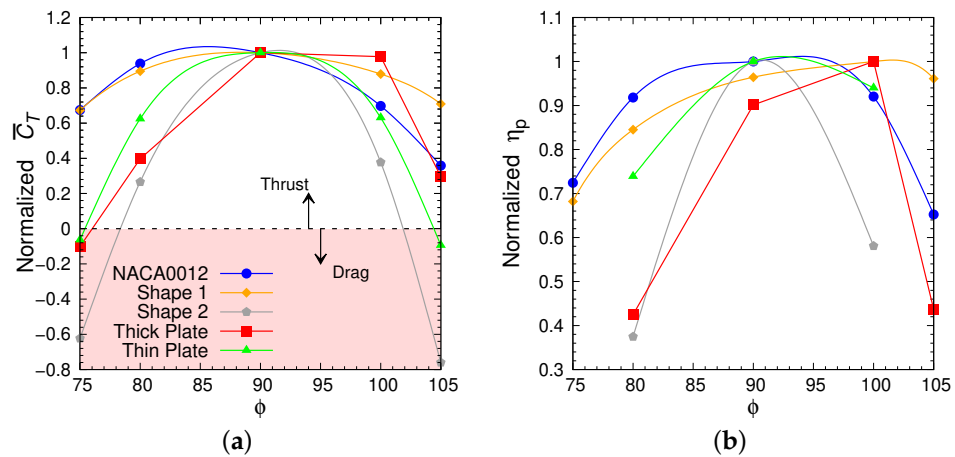 1.2
1
0.8
0.6
0.4
0.2
0
−0.2
−0.4
−0.6
−0.8
Normalized C̅_T
Thrust
Drag
NACA0012
Shape 1
Shape 2
Thick Plate
Thin Plate
75 80 85 90 95 100 105
ϕ
(a)
1.1
1
0.9
0.8
0.7
0.6
0.5
0.4
0.3
Normalized η_p
75 80 85 90 95 100 105
ϕ
(b)